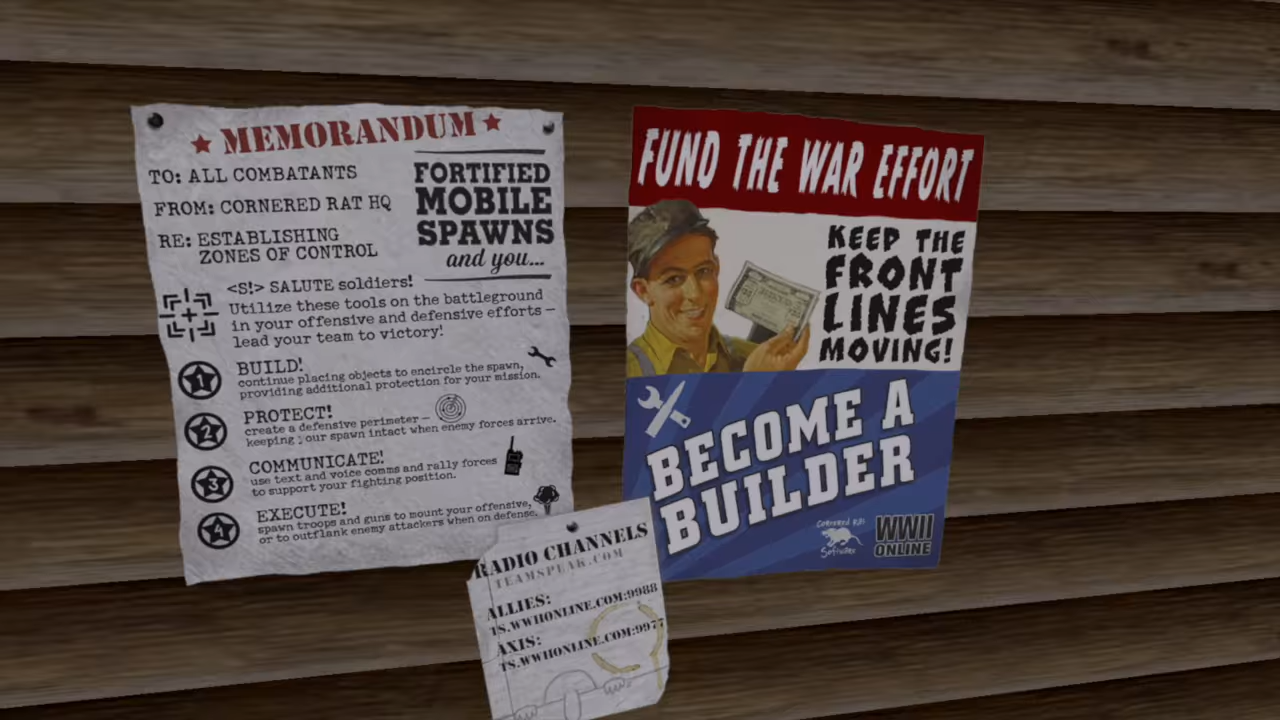 ★ MEMORANDUM ★
TO: ALL COMBATANTS
FROM: CORNERED RAT HQ
RE: ESTABLISHING
ZONES OF CONTROL
FORTIFIED
MOBILE
SPAWNS
and you...
<S!> SALUTE soldiers!
Utilize these tools on the battleground
in your offensive and defensive efforts –
lead your team to victory!
1 BUILD!
continue placing objects to encircle the spawn,
providing additional protection for your mission.
2 PROTECT!
create a defensive perimeter –
keeping your spawn intact when enemy forces arrive.
3 COMMUNICATE!
use text and voice comms and rally forces
to support your fighting position.
4 EXECUTE!
spawn troops and guns to mount your offensive,
or to outflank enemy attackers when on defense.
RADIO CHANNELS
TEAMSPEAK.COM
ALLIES:
TS.WWIIONLINE.COM:9988
AXIS:
TS.WWIIONLINE.COM:9977
FUND THE WAR EFFORT
KEEP THE
FRONT
LINES
MOVING!
BECOME A
BUILDER
Cornered Rat
Software
WWII
ONLINE